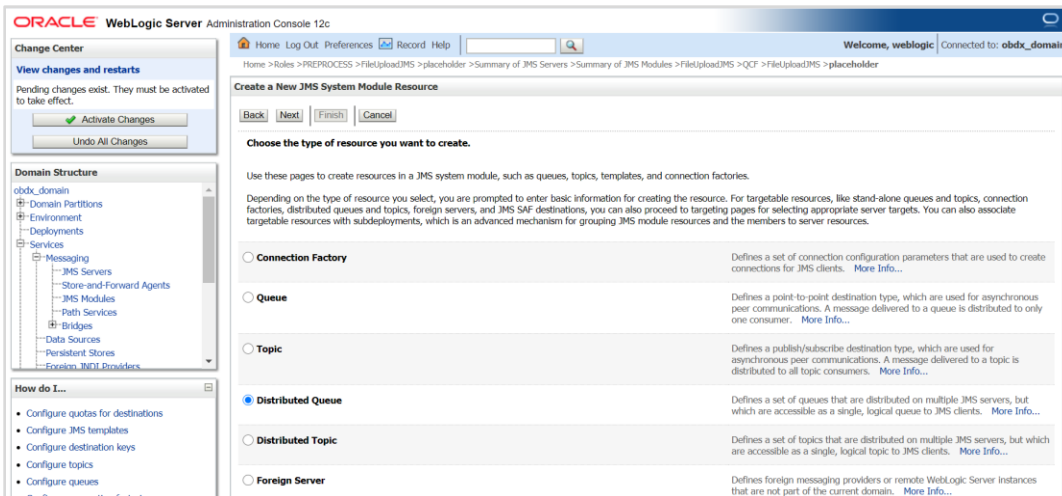 ORACLE WebLogic Server Administration Console 12c
Change Center
View changes and restarts
Pending changes exist. They must be activated
to take effect.
Activate Changes
Undo All Changes
Domain Structure
obdx_domain
Domain Partitions
Environment
Deployments
Services
Messaging
JMS Servers
Store-and-Forward Agents
JMS Modules
Path Services
Bridges
Data Sources
Persistent Stores
Foreign JNDI Providers
How do I...
Configure quotas for destinations
Configure JMS templates
Configure destination keys
Configure topics
Configure queues
Home Log Out Preferences Record Help
Welcome, weblogic Connected to: obdx_domain
Home >Roles >PREPROCESS >FileUploadJMS >placeholder >Summary of JMS Servers >Summary of JMS Modules >FileUploadJMS >QCF >FileUploadJMS >placeholder
Create a New JMS System Module Resource
Back Next Finish Cancel
Choose the type of resource you want to create.
Use these pages to create resources in a JMS system module, such as queues, topics, templates, and connection factories.
Depending on the type of resource you select, you are prompted to enter basic information for creating the resource. For targetable resources, like stand-alone queues and topics, connection
factories, distributed queues and topics, foreign servers, and JMS SAF destinations, you can also proceed to targeting pages for selecting appropriate server targets. You can also associate
targetable resources with subdeployments, which is an advanced mechanism for grouping JMS module resources and the members to server resources.
Connection Factory
Defines a set of connection configuration parameters that are used to create
connections for JMS clients. More Info...
Queue
Defines a point-to-point destination type, which are used for asynchronous
peer communications. A message delivered to a queue is distributed to only
one consumer. More Info...
Topic
Defines a publish/subscribe destination type, which are used for
asynchronous peer communications. A message delivered to a topic is
distributed to all topic consumers. More Info...
Distributed Queue
Defines a set of queues that are distributed on multiple JMS servers, but
which are accessible as a single, logical queue to JMS clients. More Info...
Distributed Topic
Defines a set of topics that are distributed on multiple JMS servers, but which
are accessible as a single, logical topic to JMS clients. More Info...
Foreign Server
Defines foreign messaging providers or remote WebLogic Server instances
that are not part of the current domain. More Info...